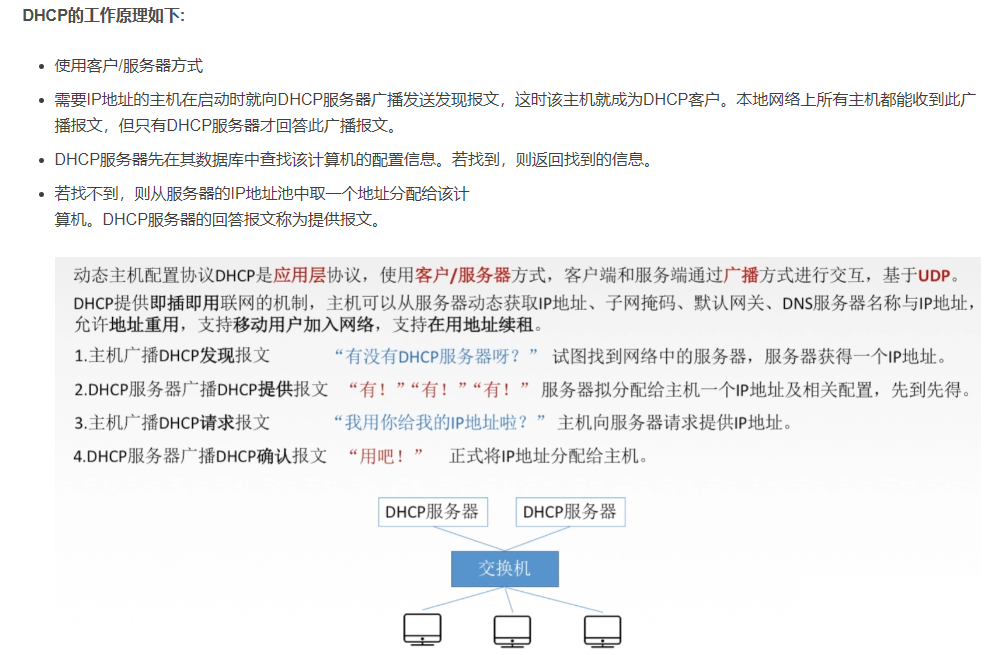 DHCP的工作原理如下:
使用客户/服务器方式
需要IP地址的主机在启动时就向DHCP服务器广播发送发现报文，这时该主机就成为DHCP客户。本地网络上所有主机都能收到此广
播报文，但只有DHCP服务器才回答此广播报文。
DHCP服务器先在其数据库中查找该计算机的配置信息。若找到，则返回找到的信息。
若找不到，则从服务器的IP地址池中取一个地址分配给该计
算机。DHCP服务器的回答报文称为提供报文。
动态主机配置协议DHCP是应用层协议，使用客户/服务器方式，客户端和服务端通过广播方式进行交互，基于UDP。
DHCP提供即插即用联网的机制，主机可以从服务器动态获取IP地址、子网掩码、默认网关、DNS服务器名称与IP地址，
允许地址重用，支持移动用户加入网络，支持在用地址续租。
1.主机广播DHCP发现报文 “有没有DHCP服务器呀？” 试图找到网络中的服务器，服务器获得一个IP地址。
2.DHCP服务器广播DHCP提供报文 “有！”“有！”“有！” 服务器拟分配给主机一个IP地址及相关配置，先到先得。
3.主机广播DHCP请求报文 “我用你给我的IP地址啦？” 主机向服务器请求提供IP地址。
4.DHCP服务器广播DHCP确认报文 “用吧！” 正式将IP地址分配给主机。
DHCP服务器 DHCP服务器
交换机